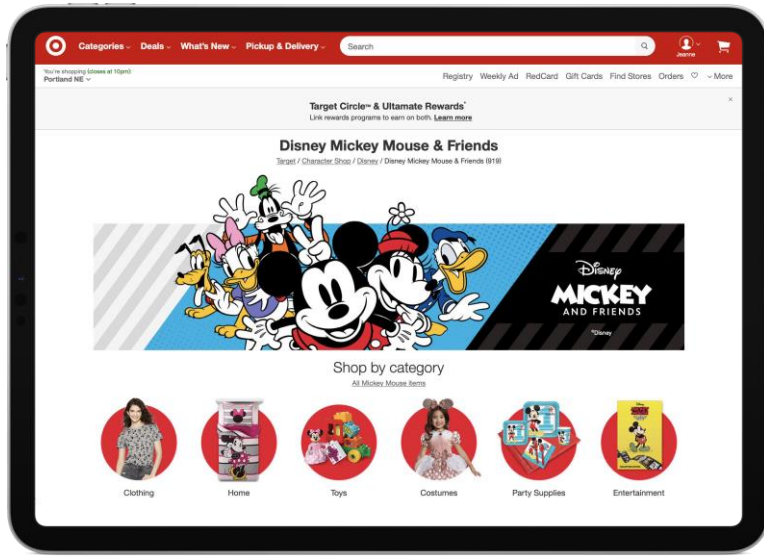 Categories Deals What's New Pickup & Delivery Search Jeanne
You're shopping (closes at 10pm):
Portland NE
Registry Weekly Ad RedCard Gift Cards Find Stores Orders More
Target Circle™ & Ultamate Rewards*
Link rewards programs to earn on both. Learn more
×
Disney Mickey Mouse & Friends
Target / Character Shop / Disney / Disney Mickey Mouse & Friends (919)
Disney
MICKEY
AND FRIENDS
©Disney
Shop by category
All Mickey Mouse items
Clothing Home Toys Costumes Party Supplies Entertainment